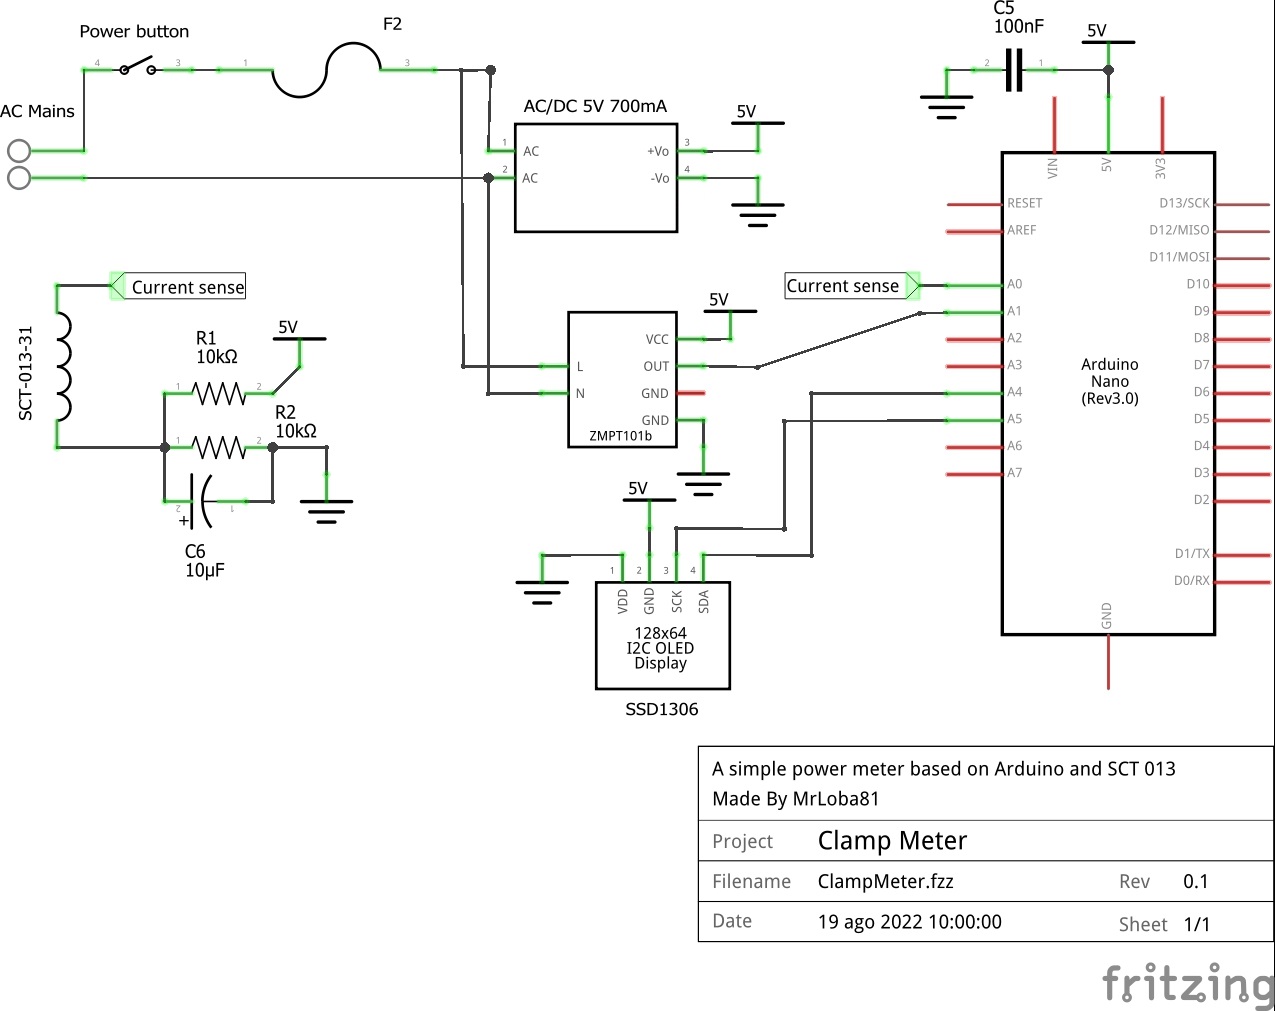 Power button
F2
C5
100nF
5V
4
3
1
3
2
1
AC Mains
AC/DC 5V 700mA
5V
1
AC
+Vo
3
2
AC
-Vo
4
VIN
5V
3V3
RESET
D13/SCK
AREF
D12/MISO
D11/MOSI
Current sense
Current sense
A0
D10
A1
D9
A2
D8
A3
D7
A4
D6
A5
D5
A6
D4
A7
D3
D2
D1/TX
D0/RX
GND
Arduino
Nano
(Rev3.0)
SCT-013-31
R1
10kΩ
5V
1
2
R2
10kΩ
1
2
2
1
+
C6
10µF
5V
VCC
L
OUT
N
GND
GND
ZMPT101b
5V
1
2
3
4
VDD
GND
SCK
SDA
128x64
I2C OLED
Display
SSD1306
A simple power meter based on Arduino and SCT 013
Made By MrLoba81
Project
Clamp Meter
Filename
ClampMeter.fzz
Rev
0.1
Date
19 ago 2022 10:00:00
Sheet
1/1
fritzing